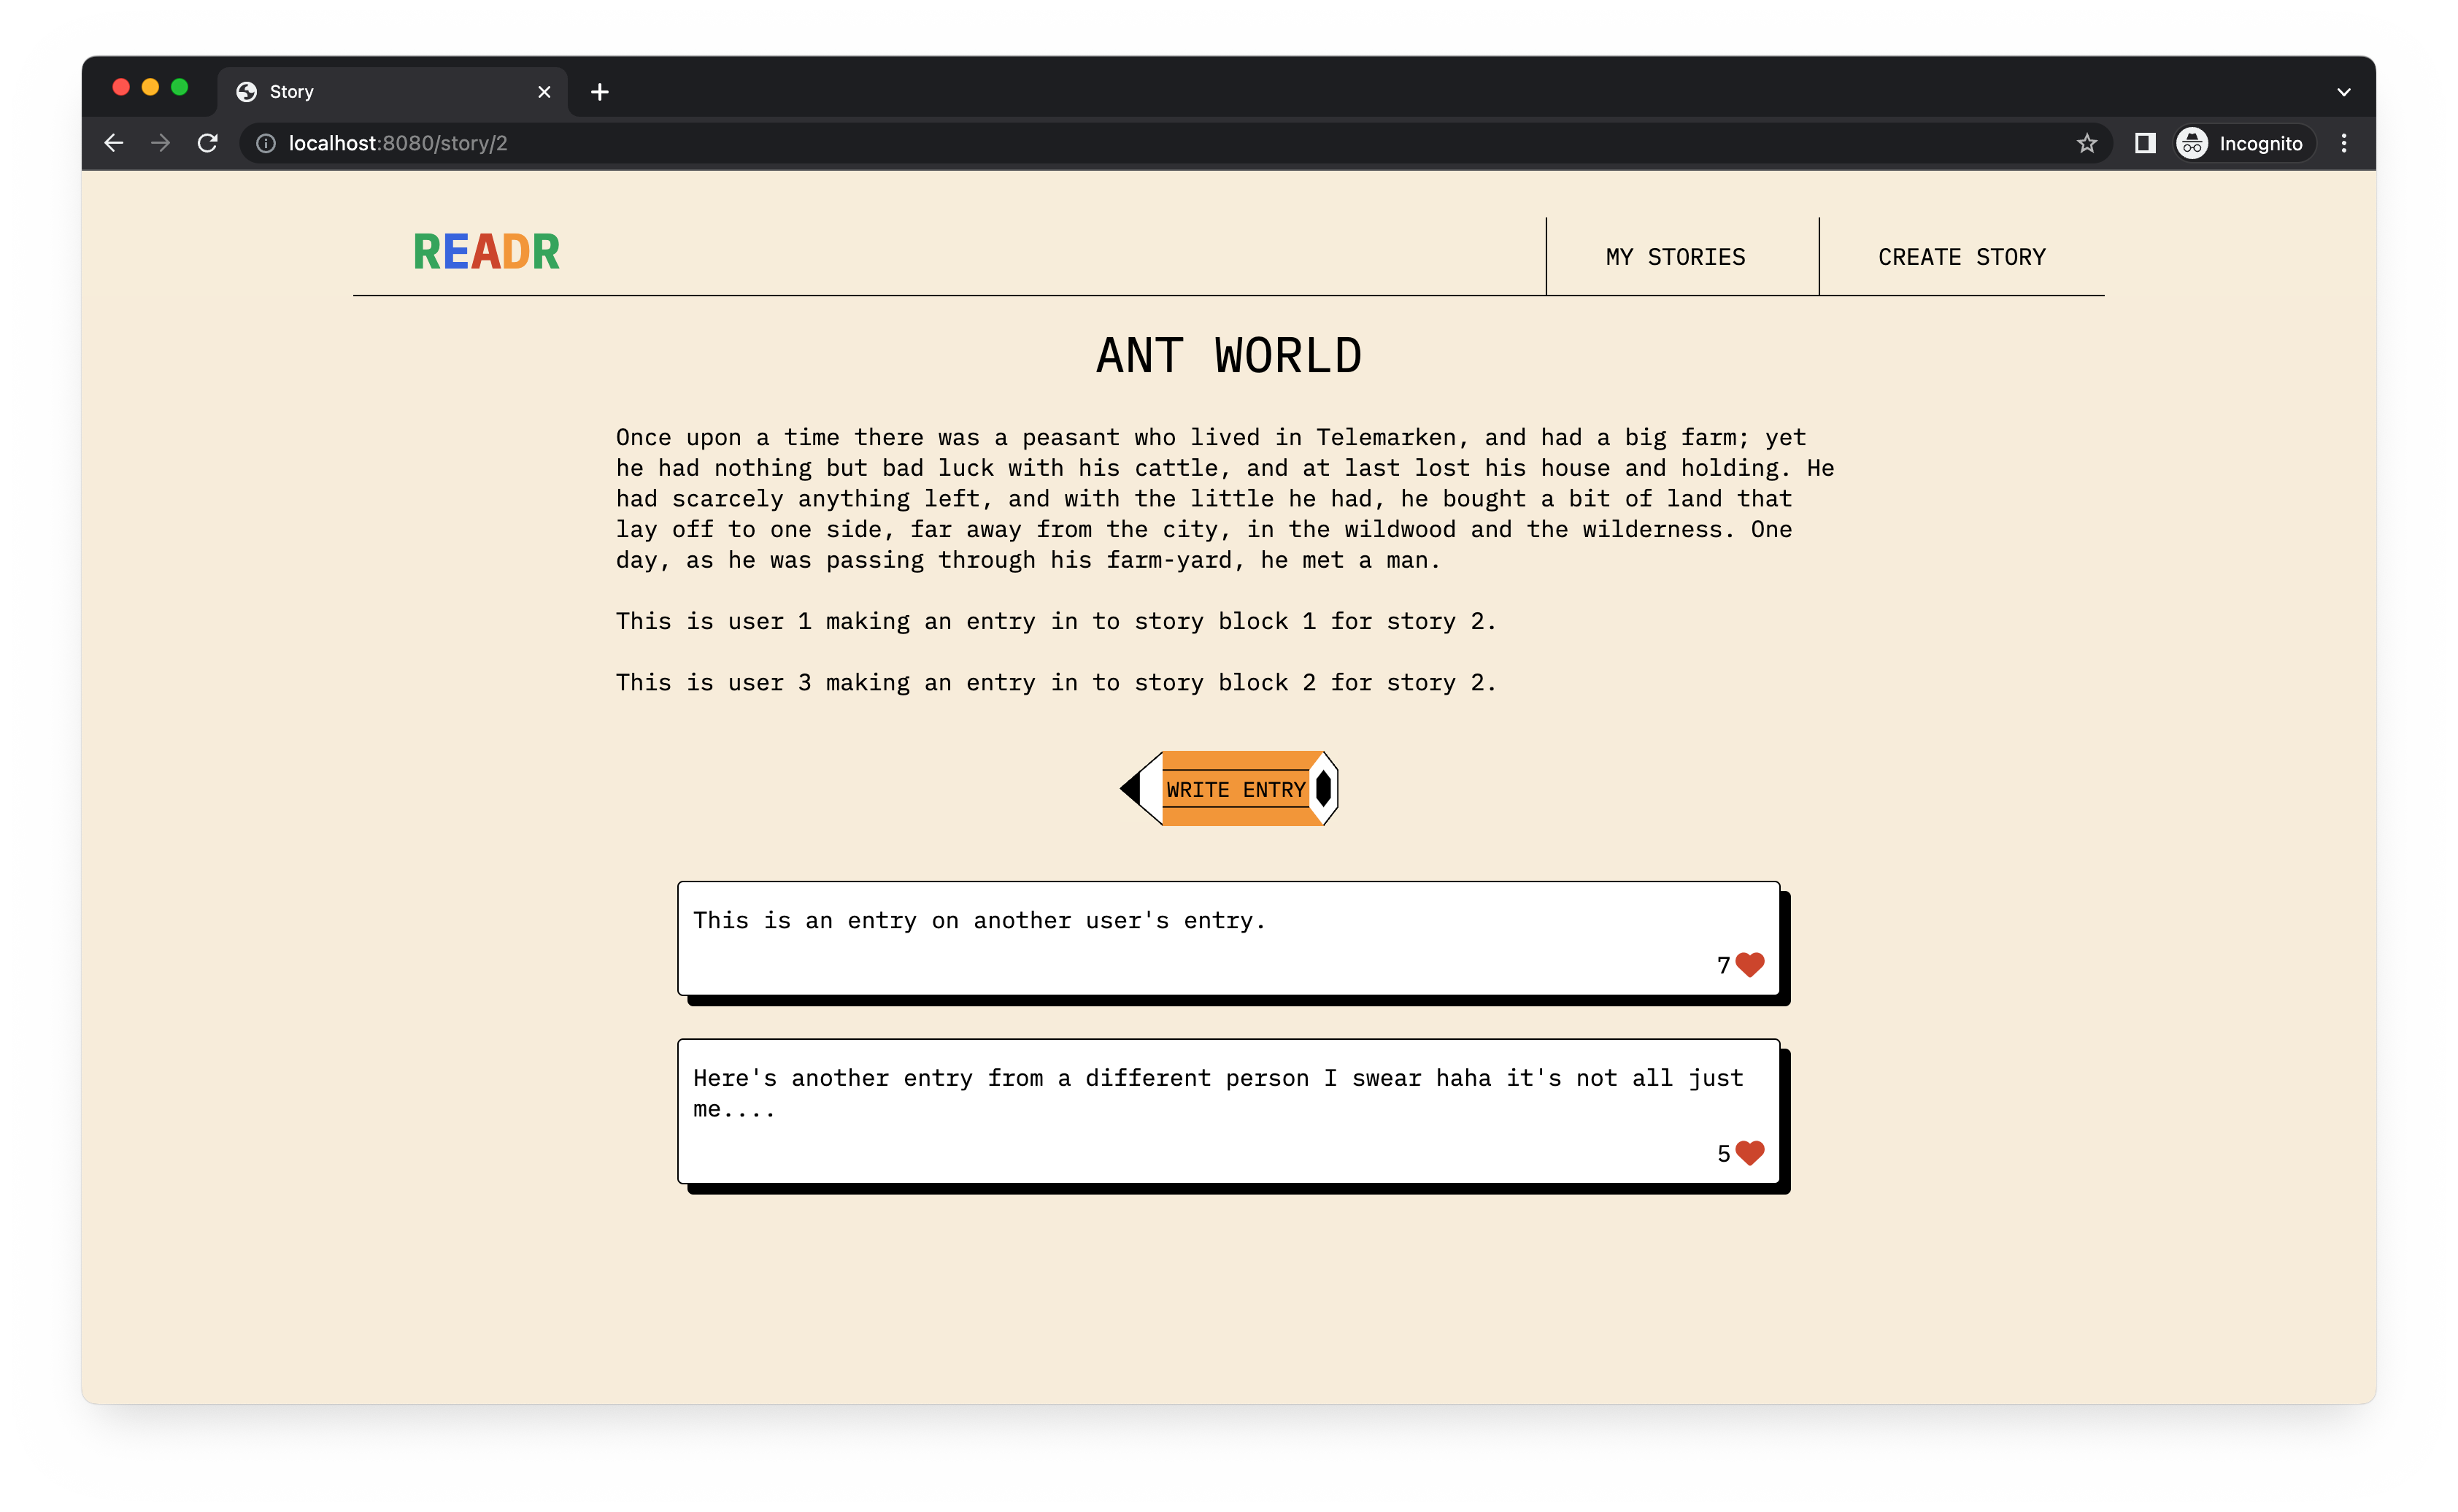 Story
localhost:8080/story/2
Incognito
READR
MY STORIES
CREATE STORY
ANT WORLD
Once upon a time there was a peasant who lived in Telemarken, and had a big farm; yet
he had nothing but bad luck with his cattle, and at last lost his house and holding. He
had scarcely anything left, and with the little he had, he bought a bit of land that
lay off to one side, far away from the city, in the wildwood and the wilderness. One
day, as he was passing through his farm-yard, he met a man.
This is user 1 making an entry in to story block 1 for story 2.
This is user 3 making an entry in to story block 2 for story 2.
WRITE ENTRY
This is an entry on another user's entry.
7
Here's another entry from a different person I swear haha it's not all just
me....
5